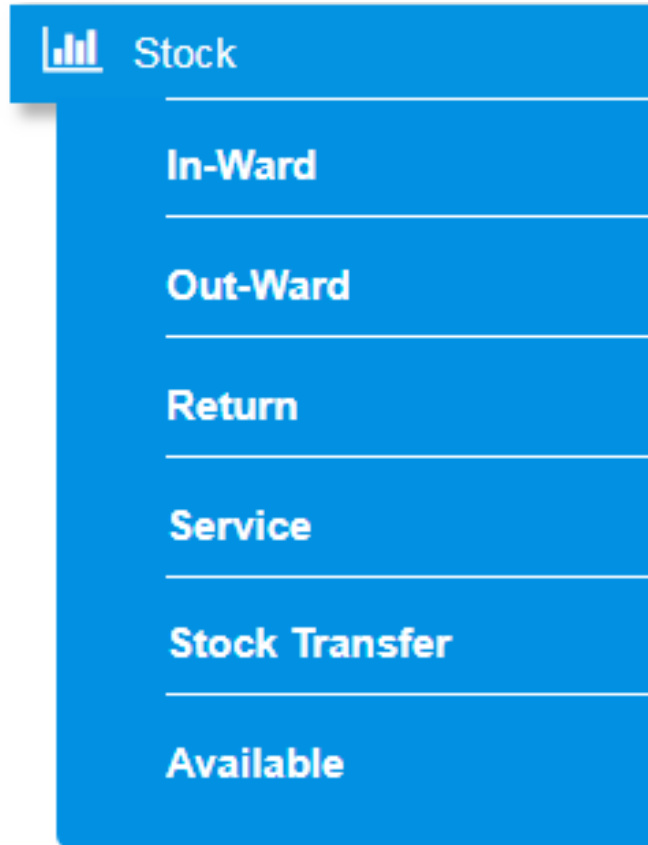 Stock
In-Ward
Out-Ward
Return
Service
Stock Transfer
Available